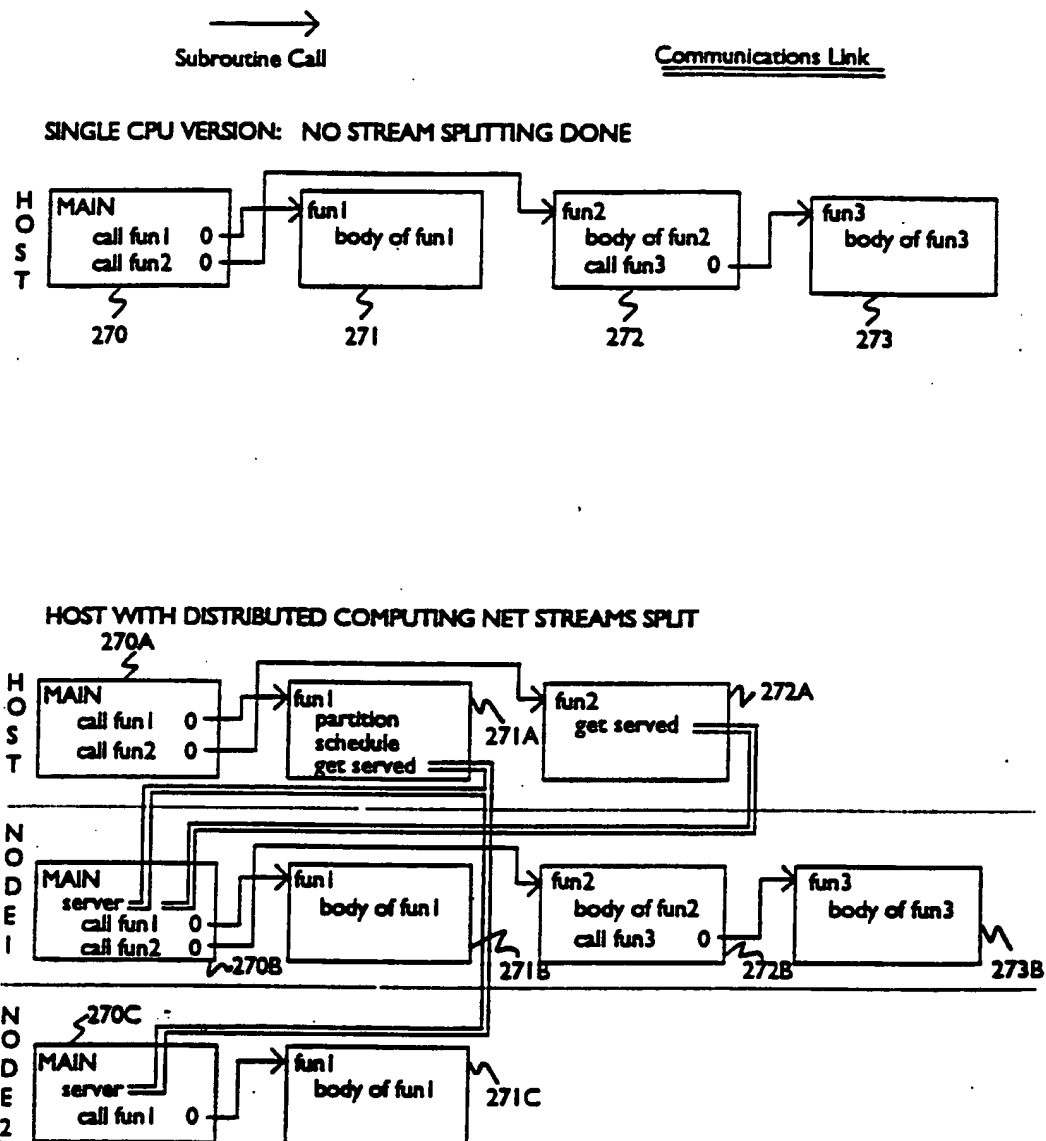 Subroutine Call
Communications Link
SINGLE CPU VERSION: NO STREAM SPLITTING DONE
HOST
MAIN
call fun1 0
call fun2 0
270
fun1
body of fun1
271
fun2
body of fun2
call fun3 0
272
fun3
body of fun3
273
HOST WITH DISTRIBUTED COMPUTING NET STREAMS SPLIT
HOST
270A
MAIN
call fun1 0
call fun2 0
fun1
partition
schedule
get served
271A
fun2
get served
272A
NODE 1
MAIN
server
call fun1 0
call fun2 0
270B
fun1
body of fun1
271B
fun2
body of fun2
call fun3 0
272B
fun3
body of fun3
273B
NODE 2
270C
MAIN
server
call fun1 0
fun1
body of fun1
271C